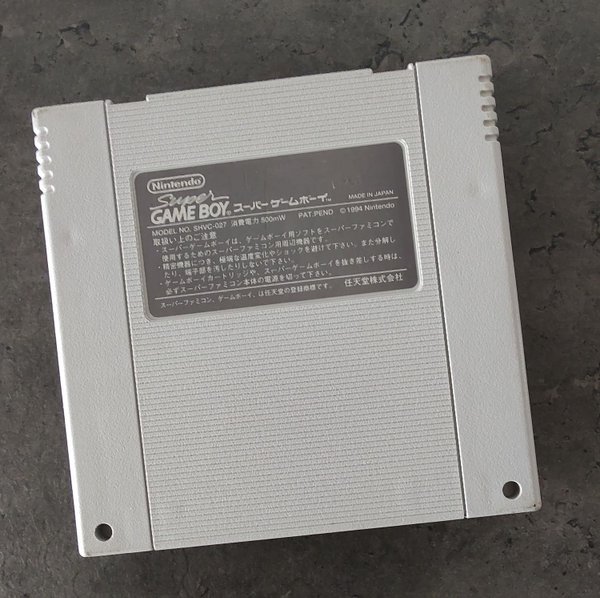 Nintendo
Super
GAME BOY™ スーパーゲームボーイ™ MADE IN JAPAN
MODEL NO. SHVC-027 消費電力 800mW PAT.PEND ©1994 Nintendo
取扱い上のご注意
・スーパーゲームボーイは、ゲームボーイ用ソフトをスーパーファミコンで
使用するためのスーパーファミコン用周辺機器です。
・精密機器につき、極端な温度変化やショックを避けて下さい。また分解し
たり、端子部を汚したりしないで下さい。
・ゲームボーイカートリッジや、スーパーゲームボーイを抜き差しする時は、
必ずスーパーファミコン本体の電源を切って下さい。
スーパーファミコン、ゲームボーイ、は任天堂の登録商標です。 任天堂株式会社